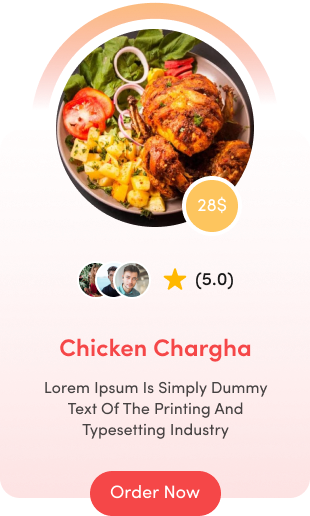 28$
(5.0)
Chicken Chargha
Lorem Ipsum Is Simply Dummy
Text Of The Printing And
Typesetting Industry
Order Now